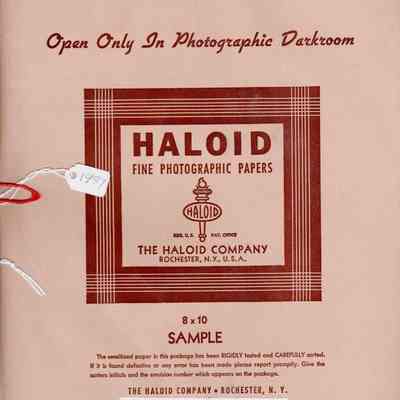 Open Only In Photographic Darkroom
HALOID
FINE PHOTOGRAPHIC PAPERS
HALOID
REG. U.S. PAT. OFFICE
THE HALOID COMPANY
ROCHESTER, N.Y., U.S.A.
8 x 10
SAMPLE
The sensitized paper in this package has been RIGIDLY tested and CAREFULLY sorted.
If it is found defective or any error has been made please report promptly. Give the
sorters initials and the emulsion number which appears on the package.
THE HALOID COMPANY • ROCHESTER, N. Y.